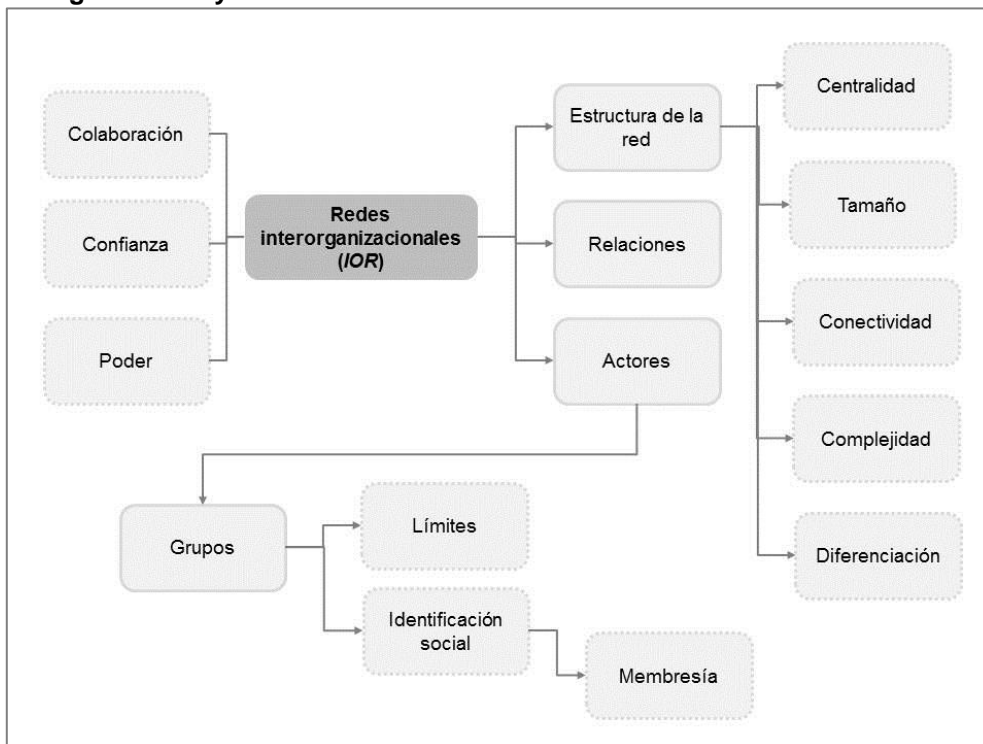 Colaboración
Confianza
Poder
Redes
interorganizacionales
(IOR)
Estructura de la
red
Relaciones
Actores
Centralidad
Tamaño
Conectividad
Complejidad
Diferenciación
Grupos
Límites
Identificación
social
Membresía